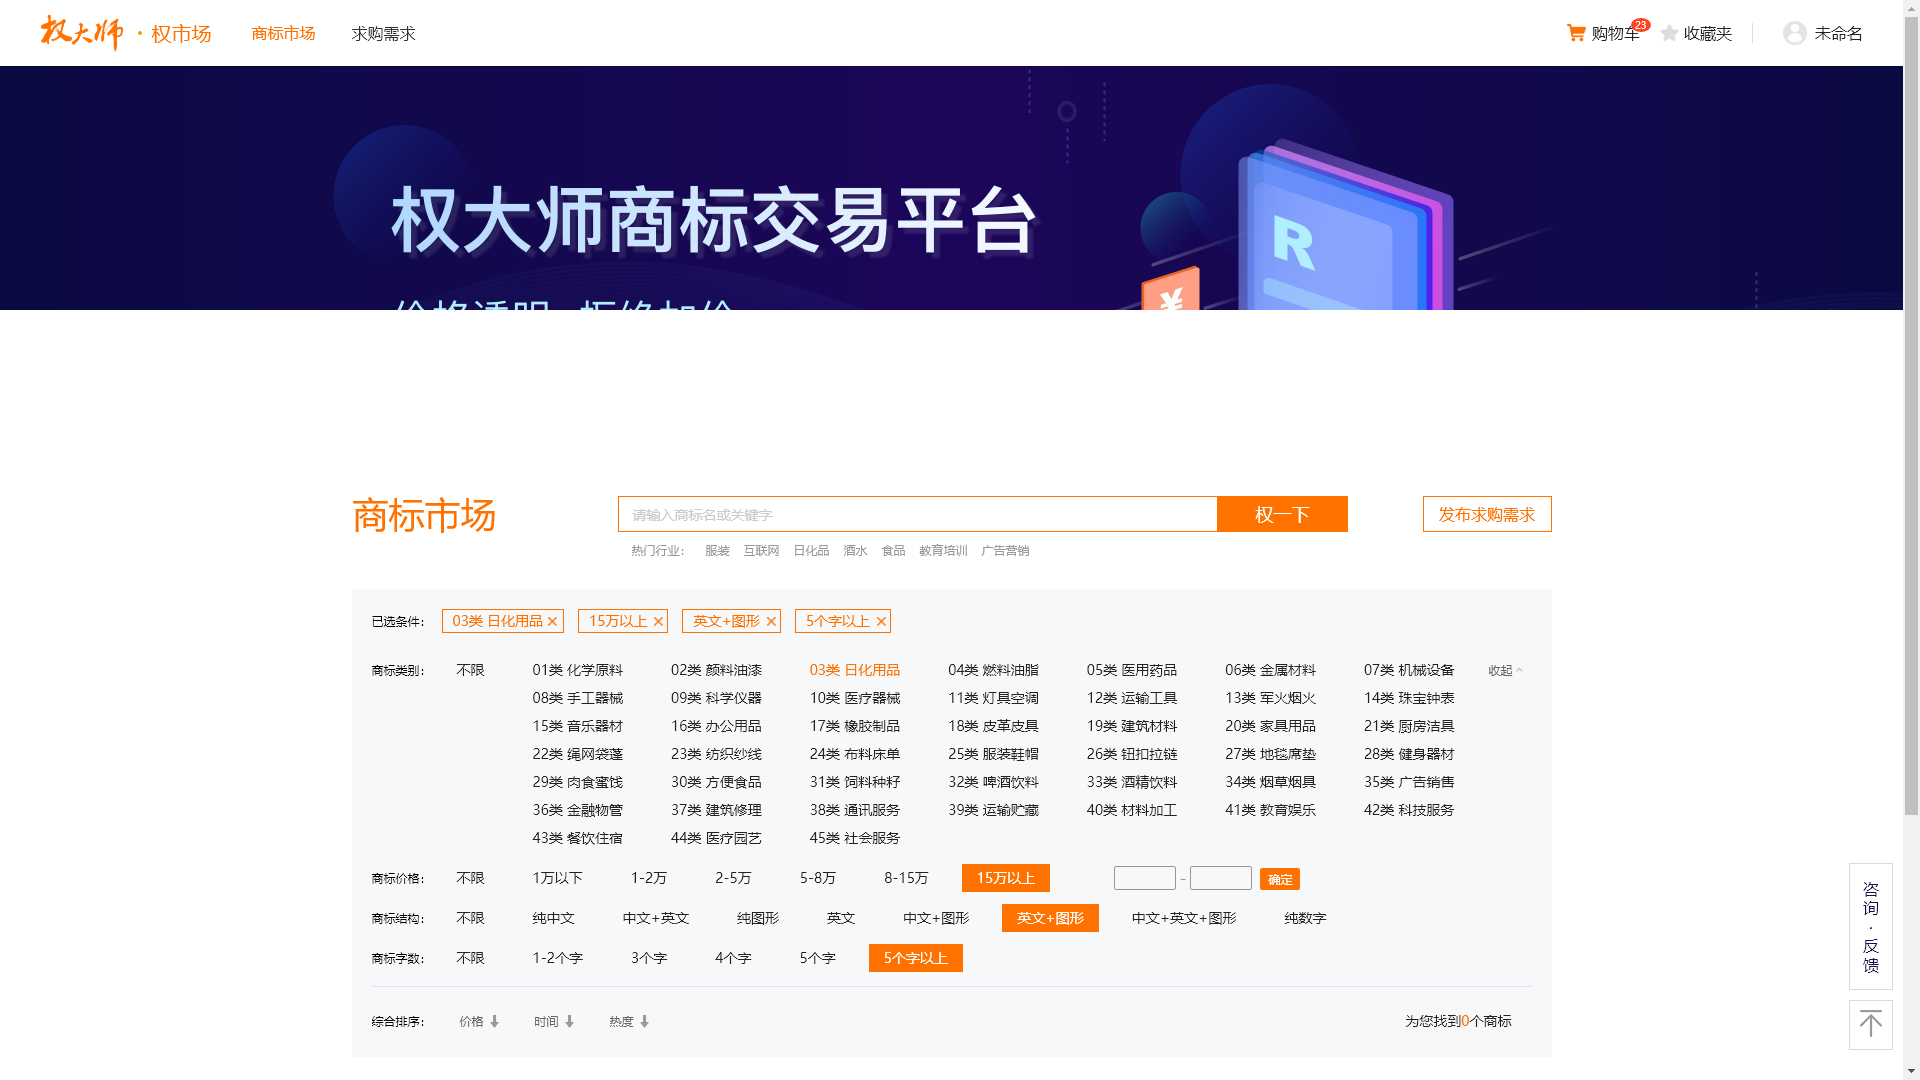 权大师 · 权市场 商标市场 求购需求 购物车 23 收藏夹 未命名
权大师商标交易平台
价格透明 拒绝加价
R
¥
商标市场 请输入商标名或关键字 权一下 发布求购需求
热门行业： 服装 互联网 日化品 酒水 食品 教育培训 广告营销
已选条件： 03类 日化用品 15万以上 英文+图形 5个字以上
商标类别： 不限 01类 化学原料 02类 颜料油漆 03类 日化用品 04类 燃料油脂 05类 医用药品 06类 金属材料 07类 机械设备 收起
08类 手工器械 09类 科学仪器 10类 医疗器械 11类 灯具空调 12类 运输工具 13类 军火烟火 14类 珠宝钟表
15类 音乐器材 16类 办公用品 17类 橡胶制品 18类 皮革皮具 19类 建筑材料 20类 家具用品 21类 厨房洁具
22类 绳网袋蓬 23类 纺织纱线 24类 布料床单 25类 服装鞋帽 26类 钮扣拉链 27类 地毯席垫 28类 健身器材
29类 肉食蜜饯 30类 方便食品 31类 饲料种籽 32类 啤酒饮料 33类 酒精饮料 34类 烟草烟具 35类 广告销售
36类 金融物管 37类 建筑修理 38类 通讯服务 39类 运输贮藏 40类 材料加工 41类 教育娱乐 42类 科技服务
43类 餐饮住宿 44类 医疗园艺 45类 社会服务
商标价格： 不限 1万以下 1-2万 2-5万 5-8万 8-15万 15万以上 - 确定
商标结构： 不限 纯中文 中文+英文 纯图形 英文 中文+图形 英文+图形 中文+英文+图形 纯数字
商标字数： 不限 1-2个字 3个字 4个字 5个字 5个字以上
综合排序： 价格 时间 热度 为您找到0个商标
咨询·反馈